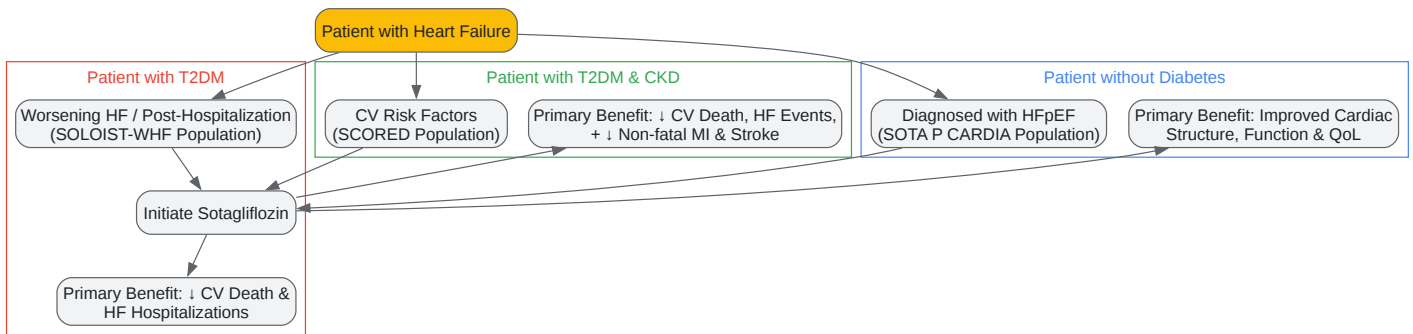 Patient with Heart Failure
Patient with T2DM
Patient with T2DM & CKD
Patient without Diabetes
Worsening HF / Post-Hospitalization
(SOLOIST-WHF Population)
CV Risk Factors
(SCORED Population)
Primary Benefit: ↓ CV Death, HF Events,
+ ↓ Non-fatal MI & Stroke
Diagnosed with HFpEF
(SOTA P CARDIA Population)
Primary Benefit: Improved Cardiac
Structure, Function & QoL
Initiate Sotagliflozin
Primary Benefit: ↓ CV Death &
HF Hospitalizations